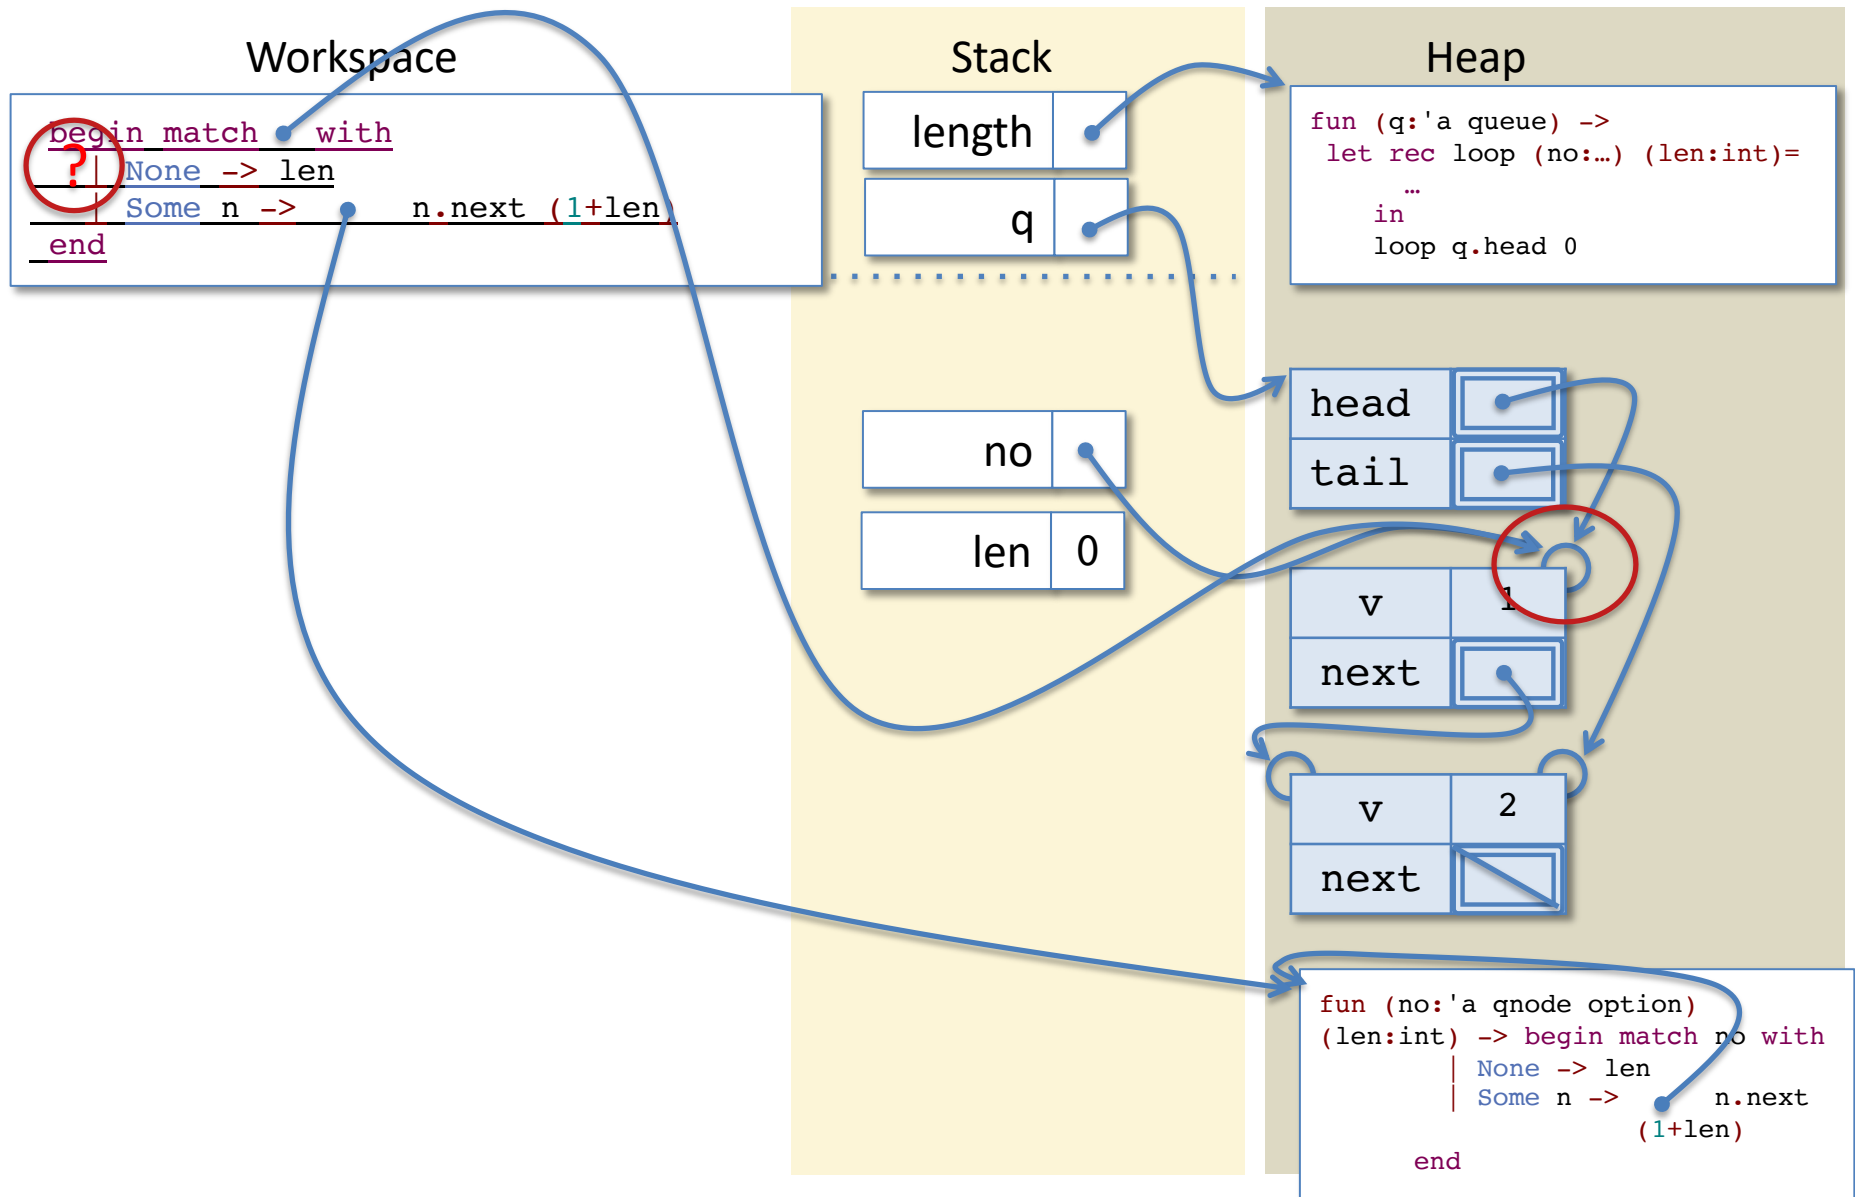 Workspace
begin match with
? | None -> len
| Some n -> n.next (1+len)
end
Stack
length
q
no
len 0
Heap
fun (q:'a queue) ->
let rec loop (no:…) (len:int)=
…
in
loop q.head 0
head
tail
v 1
next
v 2
next
fun (no:'a qnode option)
(len:int) -> begin match no with
| None -> len
| Some n -> n.next
(1+len)
end